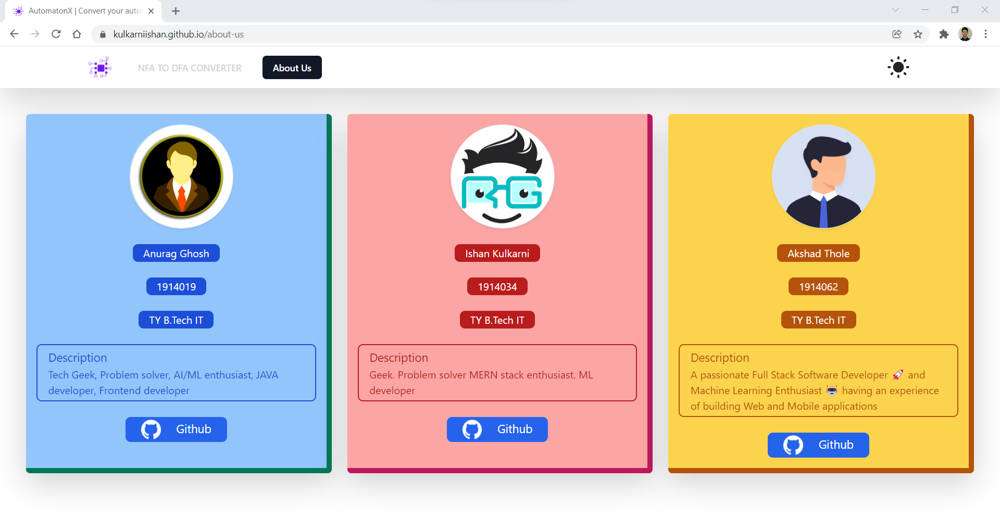 AutomatonX | Convert your auto
kulkarniishan.github.io/about-us
NFA TO DFA CONVERTER
About Us
Anurag Ghosh
1914019
TY B.Tech IT
Description
Tech Geek, Problem solver, AI/ML enthusiast, JAVA
developer, Frontend developer
Github
RG
Ishan Kulkarni
1914034
TY B.Tech IT
Description
Geek. Problem solver MERN stack enthusiast. ML
developer
Github
Akshad Thole
1914062
TY B.Tech IT
Description
A passionate Full Stack Software Developer 🚀 and
Machine Learning Enthusiast 🤖 having an experience
of building Web and Mobile applications
Github